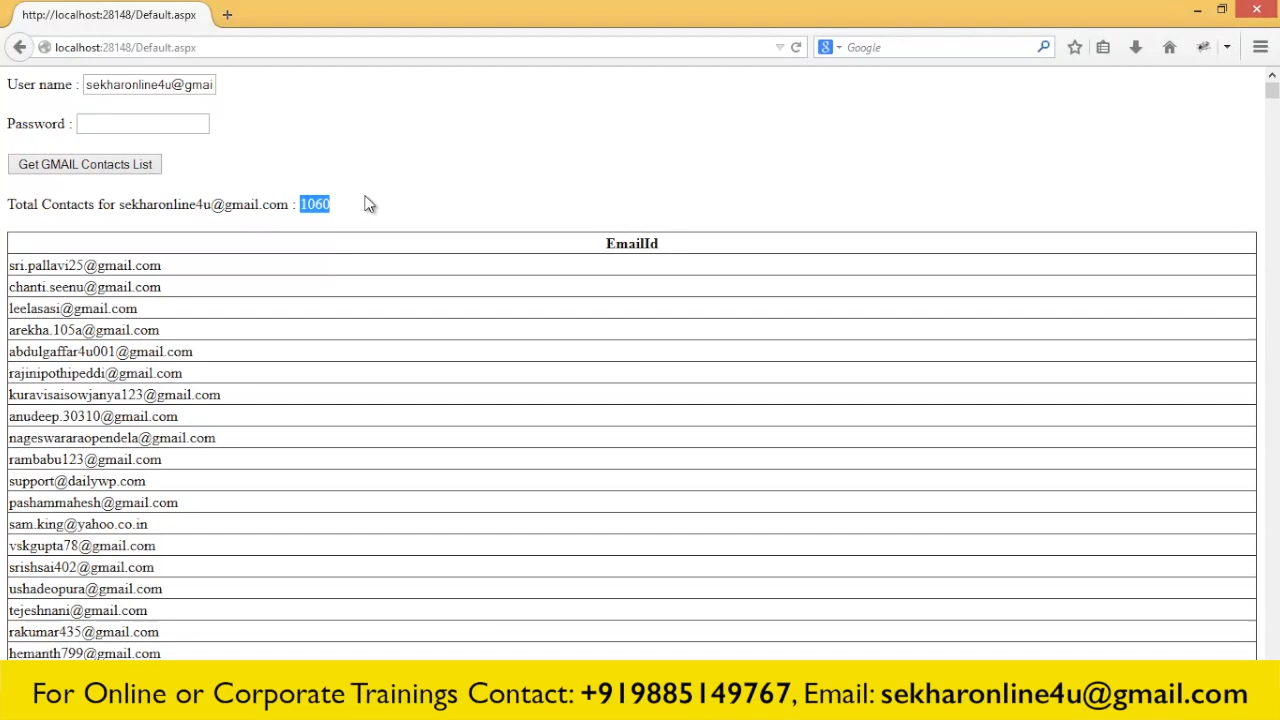 http://localhost:28148/Default.aspx
localhost:28148/Default.aspx
Google
User name : sekharonline4u@gmai
Password :
Get GMAIL Contacts List
Total Contacts for sekharonline4u@gmail.com : 1060
EmailId
sri.pallavi25@gmail.com
chanti.seenu@gmail.com
leelasasi@gmail.com
arekha.105a@gmail.com
abdulgaffar4u001@gmail.com
rajinipothipeddi@gmail.com
kuravisaisowjanya123@gmail.com
anudeep.30310@gmail.com
nageswararaopendela@gmail.com
rambabu123@gmail.com
support@dailywp.com
pashammahesh@gmail.com
sam.king@yahoo.co.in
vskgupta78@gmail.com
srishsai402@gmail.com
ushadeopura@gmail.com
tejeshnani@gmail.com
rakumar435@gmail.com
hemanth799@gmail.com
For Online or Corporate Trainings Contact: +919885149767, Email: sekharonline4u@gmail.com